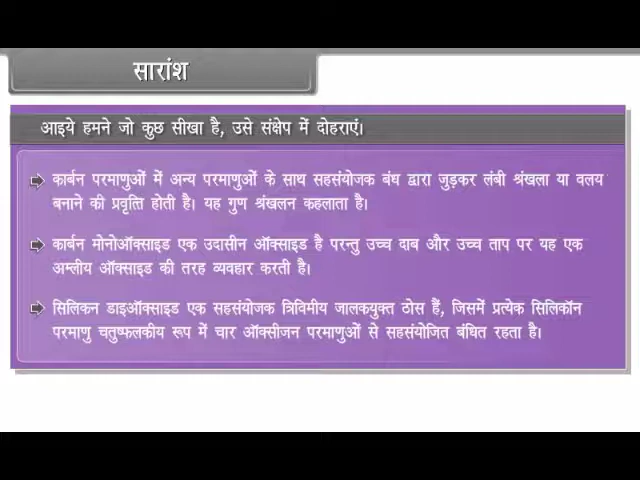 सारांश
आइये हमने जो कुछ सीखा है, उसे संक्षेप में दोहराएं।
कार्बन परमाणुओं में अन्य परमाणुओं के साथ सहसंयोजक बंध द्वारा जुड़कर लंबी श्रंखला या वलय
बनाने की प्रवृत्ति होती है। यह गुण श्रंखलन कहलाता है।
कार्बन मोनोऑक्साइड एक उदासीन ऑक्साइड है परन्तु उच्च दाब और उच्च ताप पर यह एक
अम्लीय ऑक्साइड की तरह व्यवहार करती है।
सिलिकन डाइऑक्साइड एक सहसंयोजक त्रिविमीय जालकयुक्त ठोस हैं, जिसमें प्रत्येक सिलिकॉन
परमाणु चतुष्फलकीय रूप में चार ऑक्सीजन परमाणुओं से सहसंयोजित बंधित रहता है।